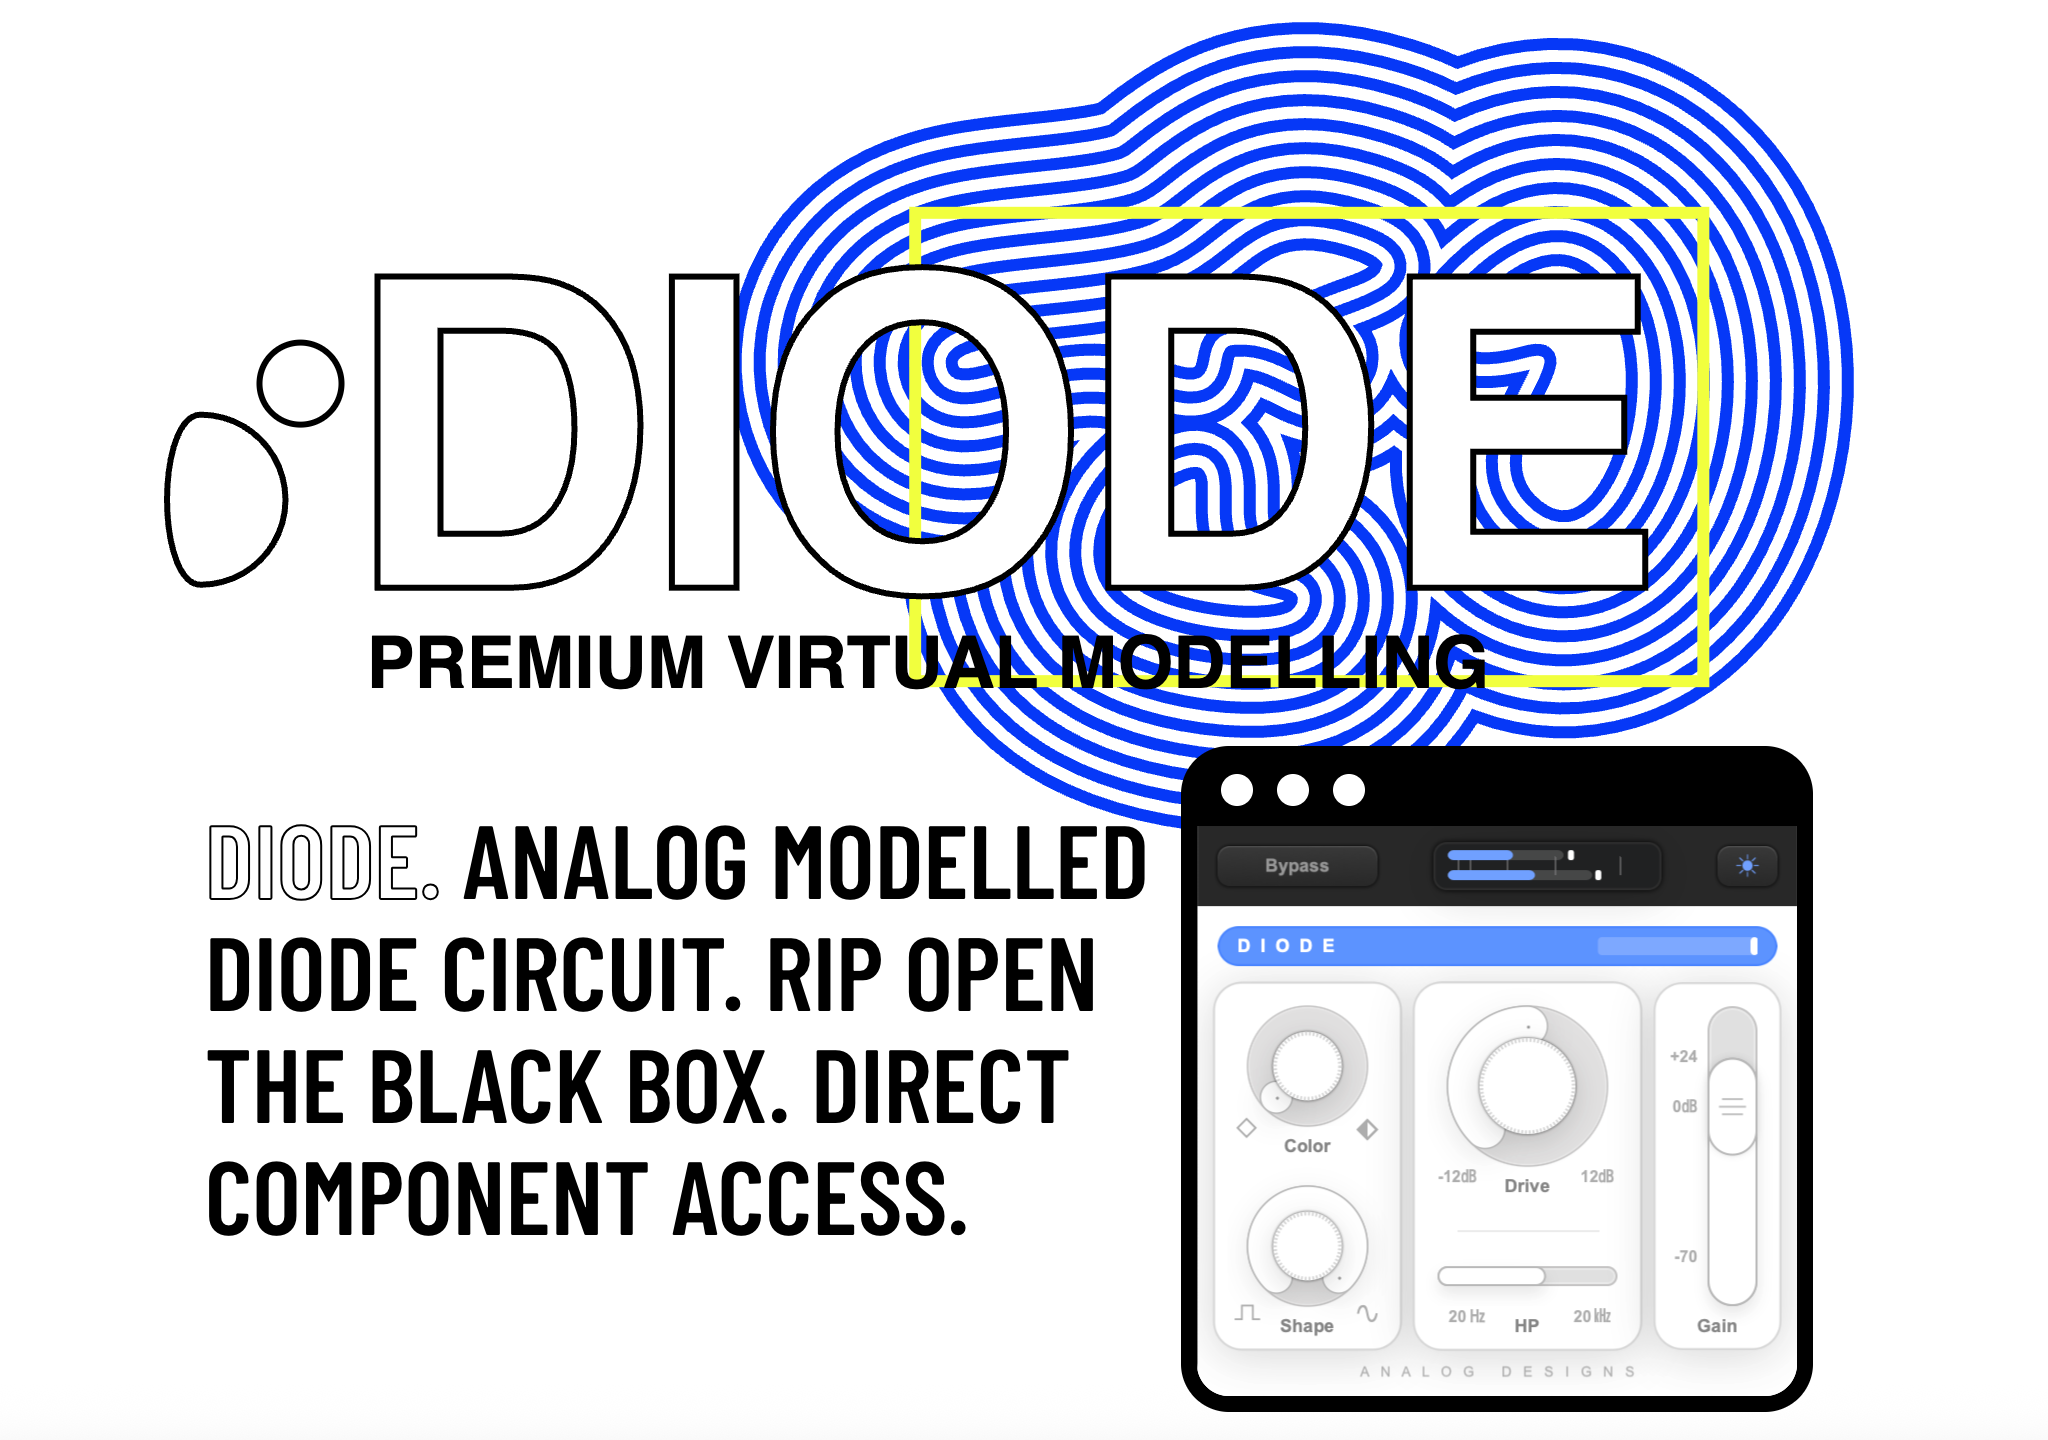 DIODE
PREMIUM VIRTUAL MODELLING
DIODE. ANALOG MODELLED
DIODE CIRCUIT. RIP OPEN
THE BLACK BOX. DIRECT
COMPONENT ACCESS.
Bypass
DIODE
Color
Shape
-12dB
12dB
Drive
20 Hz
20 kHz
HP
+24
0dB
-70
Gain
ANALOG DESIGNS